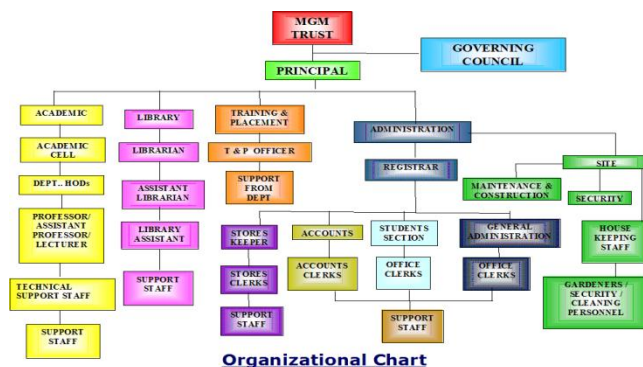 MGM
TRUST
GOVERNING
COUNCIL
PRINCIPAL
ACADEMIC
LIBRARY
TRAINING &
PLACEMENT
ADMINISTRATION
ACADEMIC
CELL
LIBRARIAN
T & P OFFICER
REGISTRAR
SITE
DEPT.. HODs
ASSISTANT
LIBRARIAN
SUPPORT
FROM
DEPT
MAINTENANCE &
CONSTRUCTION
SECURITY
PROFESSOR/
ASSISTANT
PROFESSOR/
LECTURER
LIBRARY
ASSISTANT
STORES
KEEPER
ACCOUNTS
STUDENTS
SECTION
GENERAL
ADMINISTRATION
HOUSE
KEEPING
STAFF
TECHNICAL
SUPPORT STAFF
SUPPORT
STAFF
STORES
CLERKS
ACCOUNTS
CLERKS
OFFICE
CLERKS
OFFICE
CLERKS
GARDENERS /
SECURITY /
CLEANING
PERSONNEL
SUPPORT
STAFF
SUPPORT
STAFF
SUPPORT
STAFF
Organizational Chart